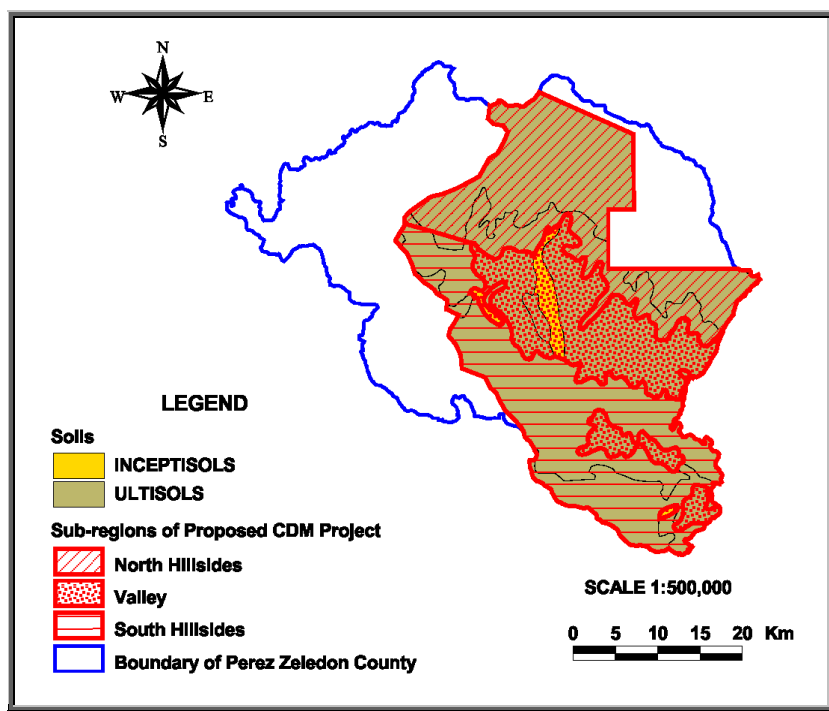 N
W
E
S
LEGEND
Soils
INCEPTISOLS
ULTISOLS
Sub-regions of Proposed CDM Project
North Hillsides
Valley
South Hillsides
Boundary of Perez Zeledon County
SCALE 1:500,000
0 5 10 15 20 Km